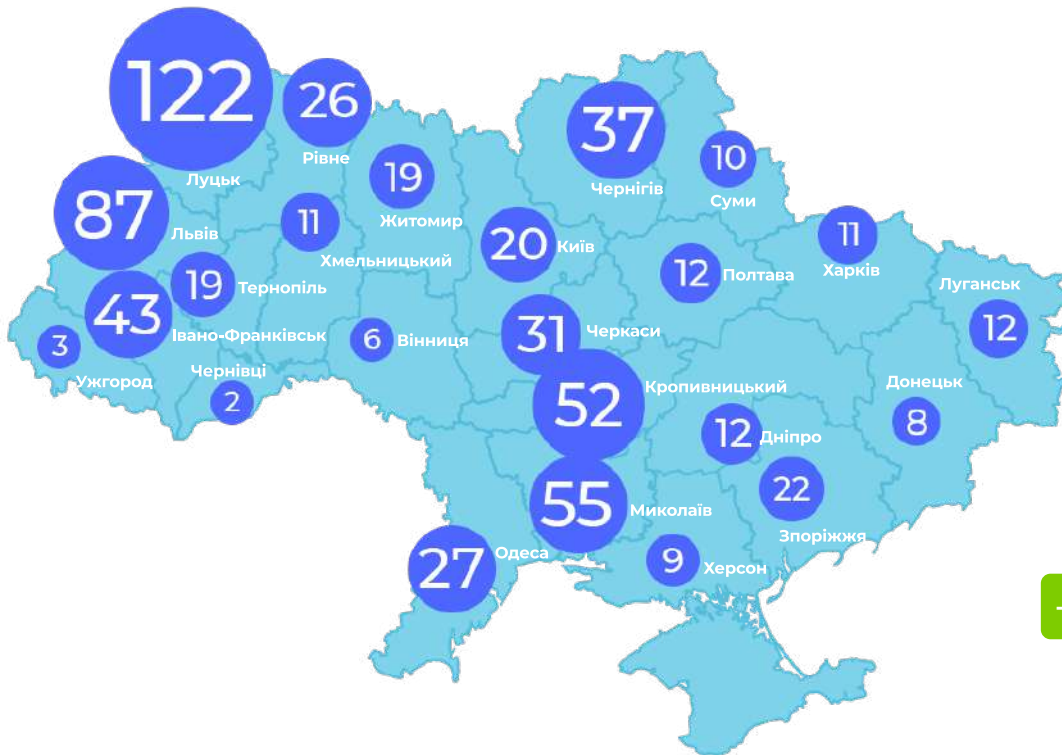 122
Луцьк
26
Рівне
37
Чернігів
10
Суми
19
Житомир
87
Львів
11
Хмельницький
20
Київ
11
Харків
12
Полтава
19
Тернопіль
Луганськ
12
43
Івано-Франківськ
3
Ужгород
Чернівці
2
6
Вінниця
31
Черкаси
52
Кропивницький
12
Дніпро
Донецьк
8
22
Зпоріжжя
55
Миколаїв
27
Одеса
9
Херсон